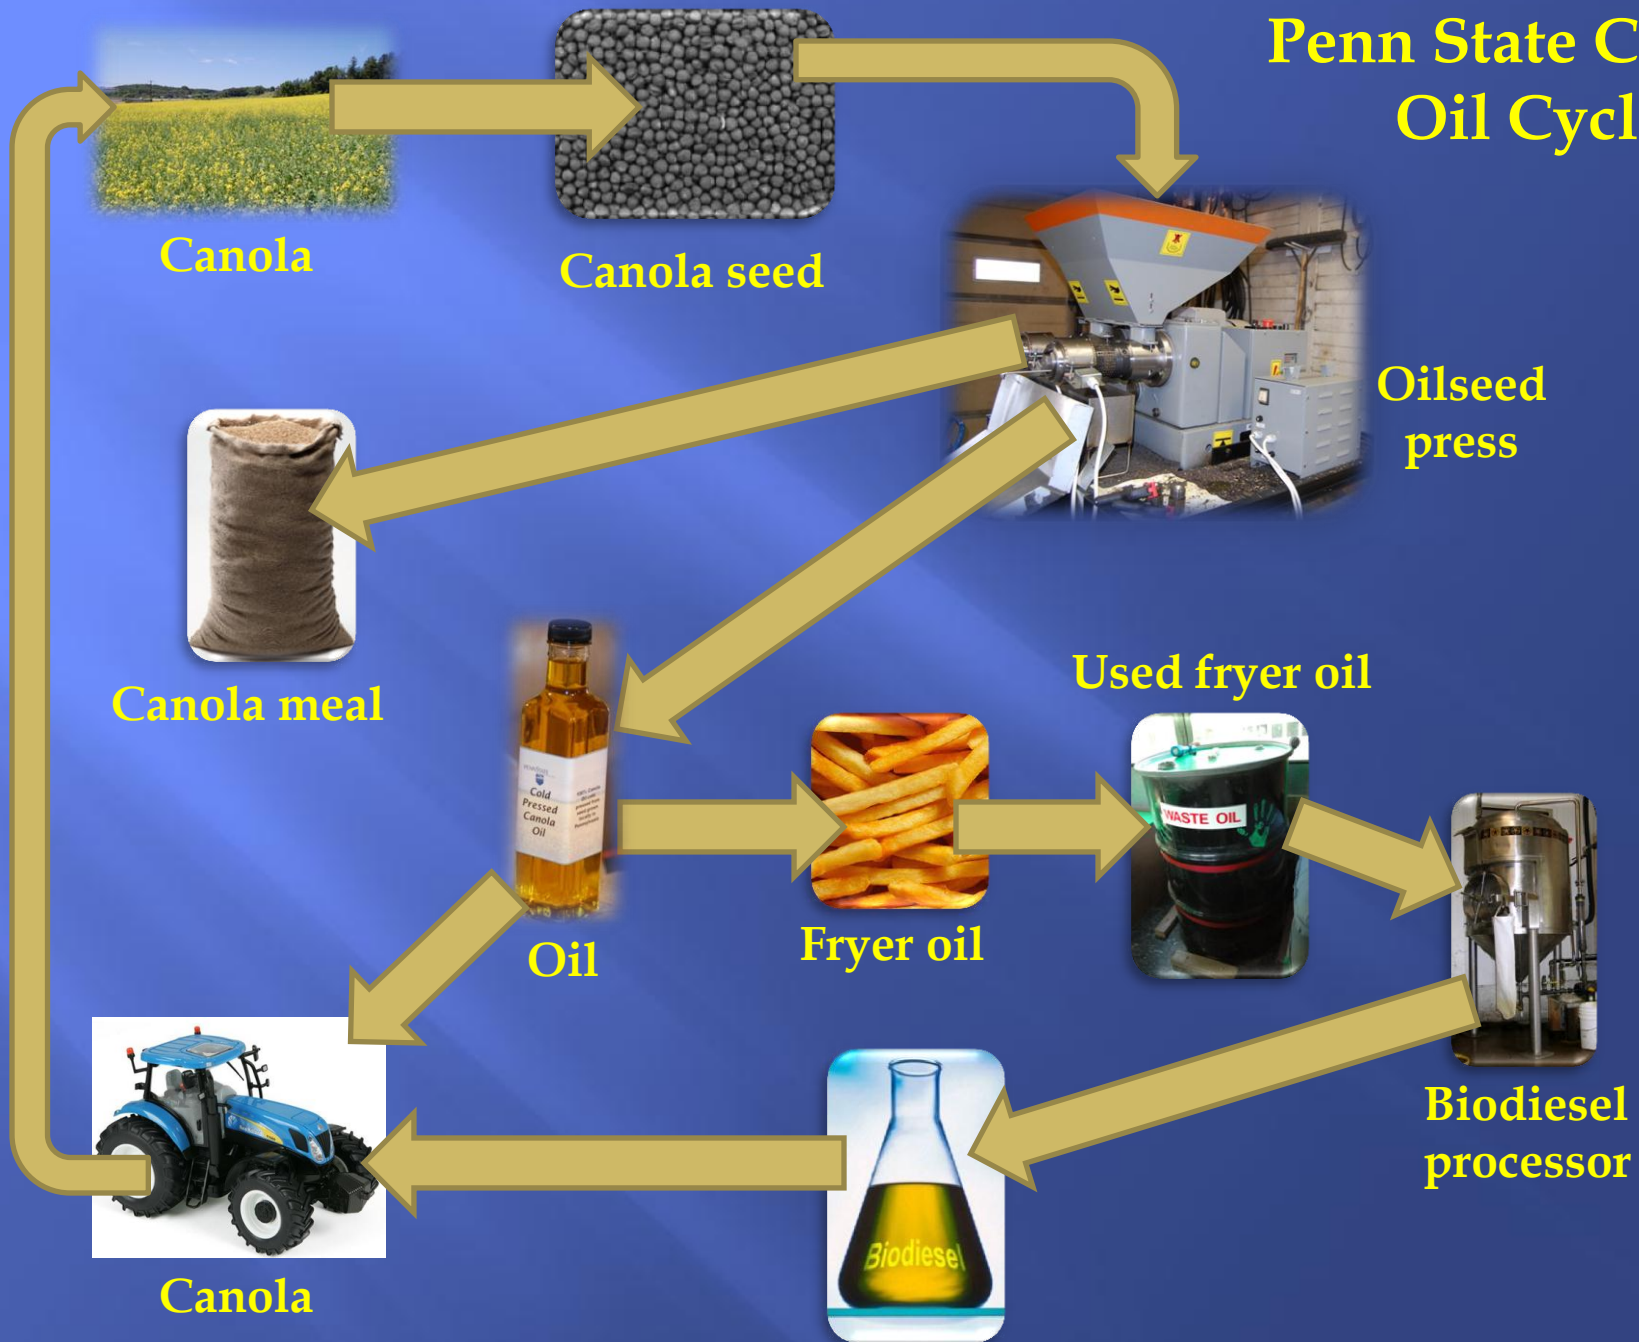 Penn State C
Oil Cycl
Canola
Canola seed
Oilseed
press
Canola meal
Cold
Pressed
Canola
Oil
Used fryer oil
WASTE OIL
Oil
Fryer oil
Biodiesel
processor
Biodiesel
Canola